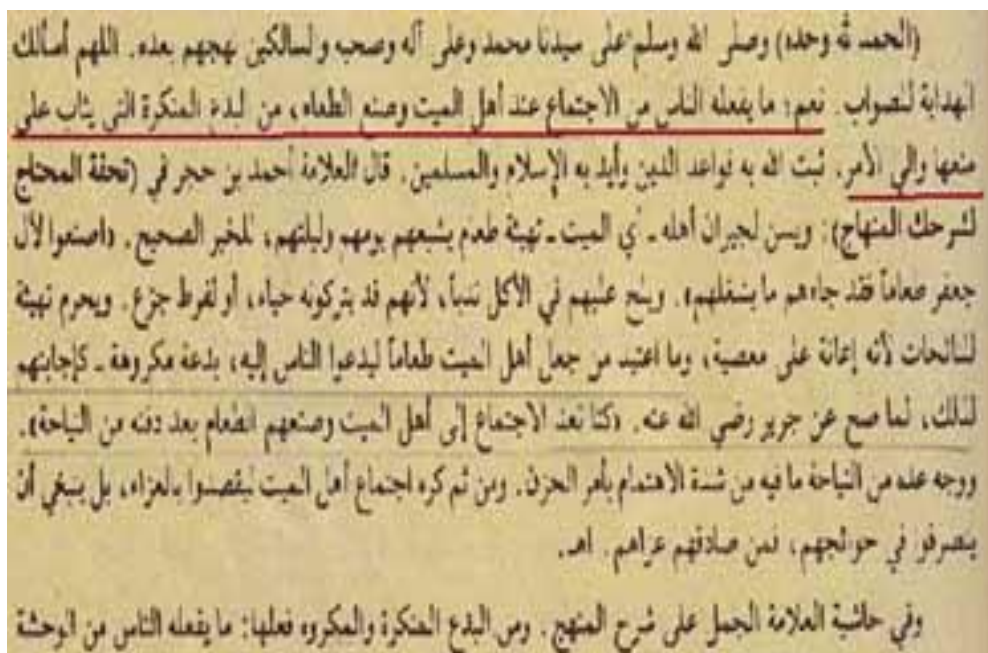 (الحمد لله وحده) وصلى الله وسلم على سيدنا محمد وعلى آله وصحبه والسالكين نهجهم بعده. اللهم أسألك
الهداية للصواب. نعم؛ ما يفعله الناس من الاجتماع عند أهل الميت وصنع الطعام، من البدع المنكرة التي يثاب على
منعها والي الأمر، ثبت الله به قواعد الدين وأيد به الإسلام والمسلمين. قال العلامة أحمد بن حجر في (تحفة المحتاج
لشرحك المنهاج): ويسن لجيران أهله ـ أي الميت ـ تهيئة طعام يشبعهم يومهم وليلتهم، للخبر الصحيح. «اصنعوا لآل
جعفر طعاماً فقد جاءهم ما يشغلهم». ويلح عليهم في الأكل ندباً، لأنهم قد يتركونه حياء، أو لفرط جزع. ويحرم تهيئة
للنائحات لأنه إعانة على معصية، وما اعتيد من جعل أهل الميت طعاماً ليدعوا الناس إليه، بدعة مكروهة ـ كإجابتهم
لذلك، لما صح عن جرير رضي الله عنه. «كنا نعد الاجتماع إلى أهل الميت وصنعهم الطعام بعد دفنه من النياحة».
ووجه عده من النياحة ما فيه من شدة الاهتمام بأمر الحزن. ومن ثم كره اجتماع أهل الميت ليقصدوا بالعزاء، بل ينبغي أن
ينصرفوا في حوائجهم، فمن صادفهم عزاهم. اهـ.
وفي حاشية العلامة الجمل على شرح المنهج. ومن البدع المنكرة والمكروه فعلها: ما يفعله الناس من الوحشة